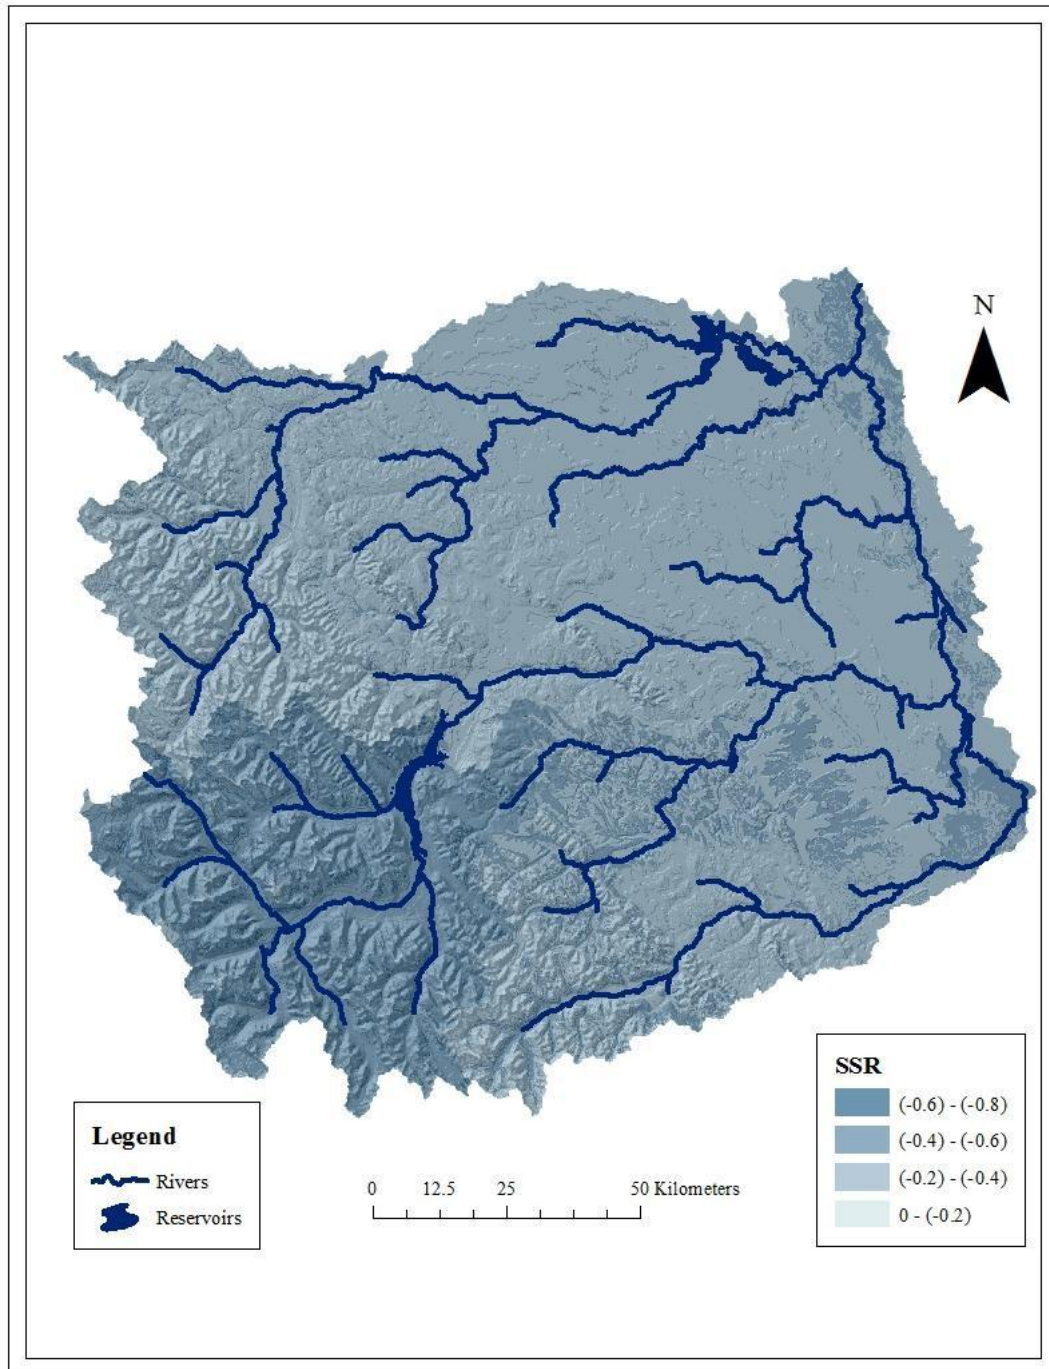 N
SSR
(-0.6) - (-0.8)
(-0.4) - (-0.6)
(-0.2) - (-0.4)
0 - (-0.2)
Legend
Rivers
Reservoirs
0 12.5 25 50 Kilometers